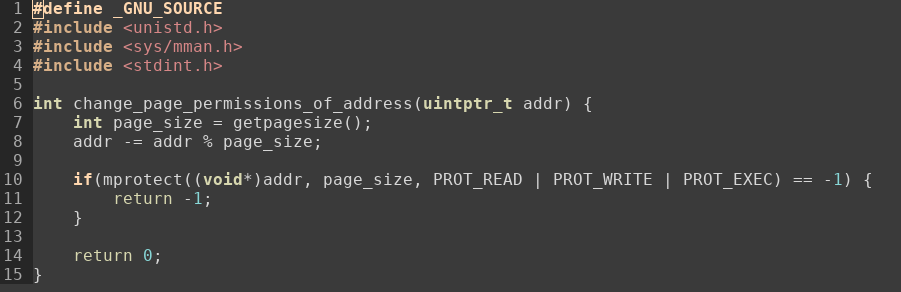 1 #define _GNU_SOURCE
2 #include <unistd.h>
3 #include <sys/mman.h>
4 #include <stdint.h>
5
6 int change_page_permissions_of_address(uintptr_t addr) {
7     int page_size = getpagesize();
8     addr -= addr % page_size;
9
10     if(mprotect((void*)addr, page_size, PROT_READ | PROT_WRITE | PROT_EXEC) == -1) {
11         return -1;
12     }
13
14     return 0;
15 }